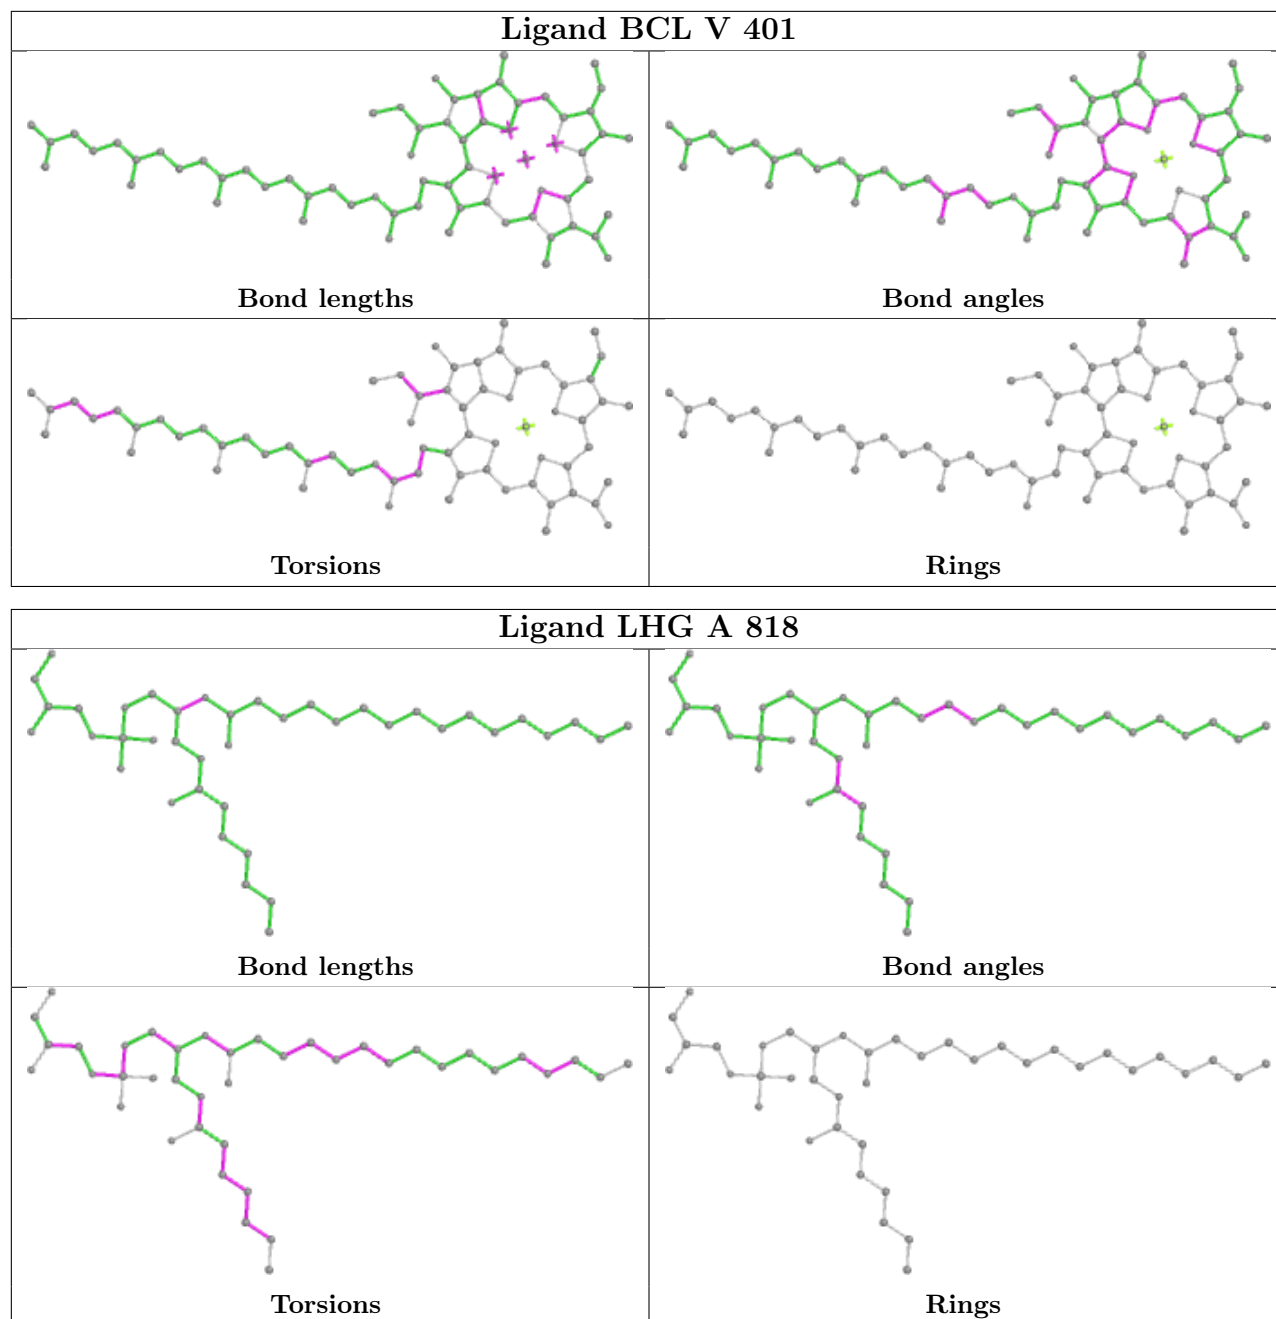 Ligand BCL V 401
Bond lengths
Bond angles
Torsions
Rings
Ligand LHG A 818
Bond lengths
Bond angles
Torsions
Rings